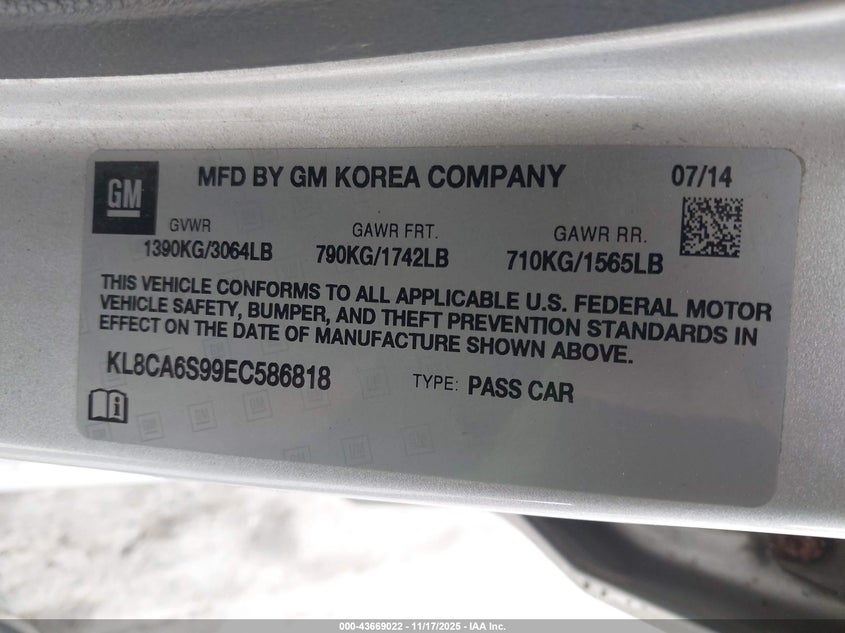 GM
MFD BY GM KOREA COMPANY 07/14
GVWR GAWR FRT. GAWR RR.
1390KG/3064LB 790KG/1742LB 710KG/1565LB
THIS VEHICLE CONFORMS TO ALL APPLICABLE U.S. FEDERAL MOTOR
VEHICLE SAFETY, BUMPER, AND THEFT PREVENTION STANDARDS IN
EFFECT ON THE DATE OF MANUFACTURE SHOWN ABOVE.
KL8CA6S99EC586818 TYPE: PASS CAR
000-43669022 - 11/17/2025 - IAA Inc.